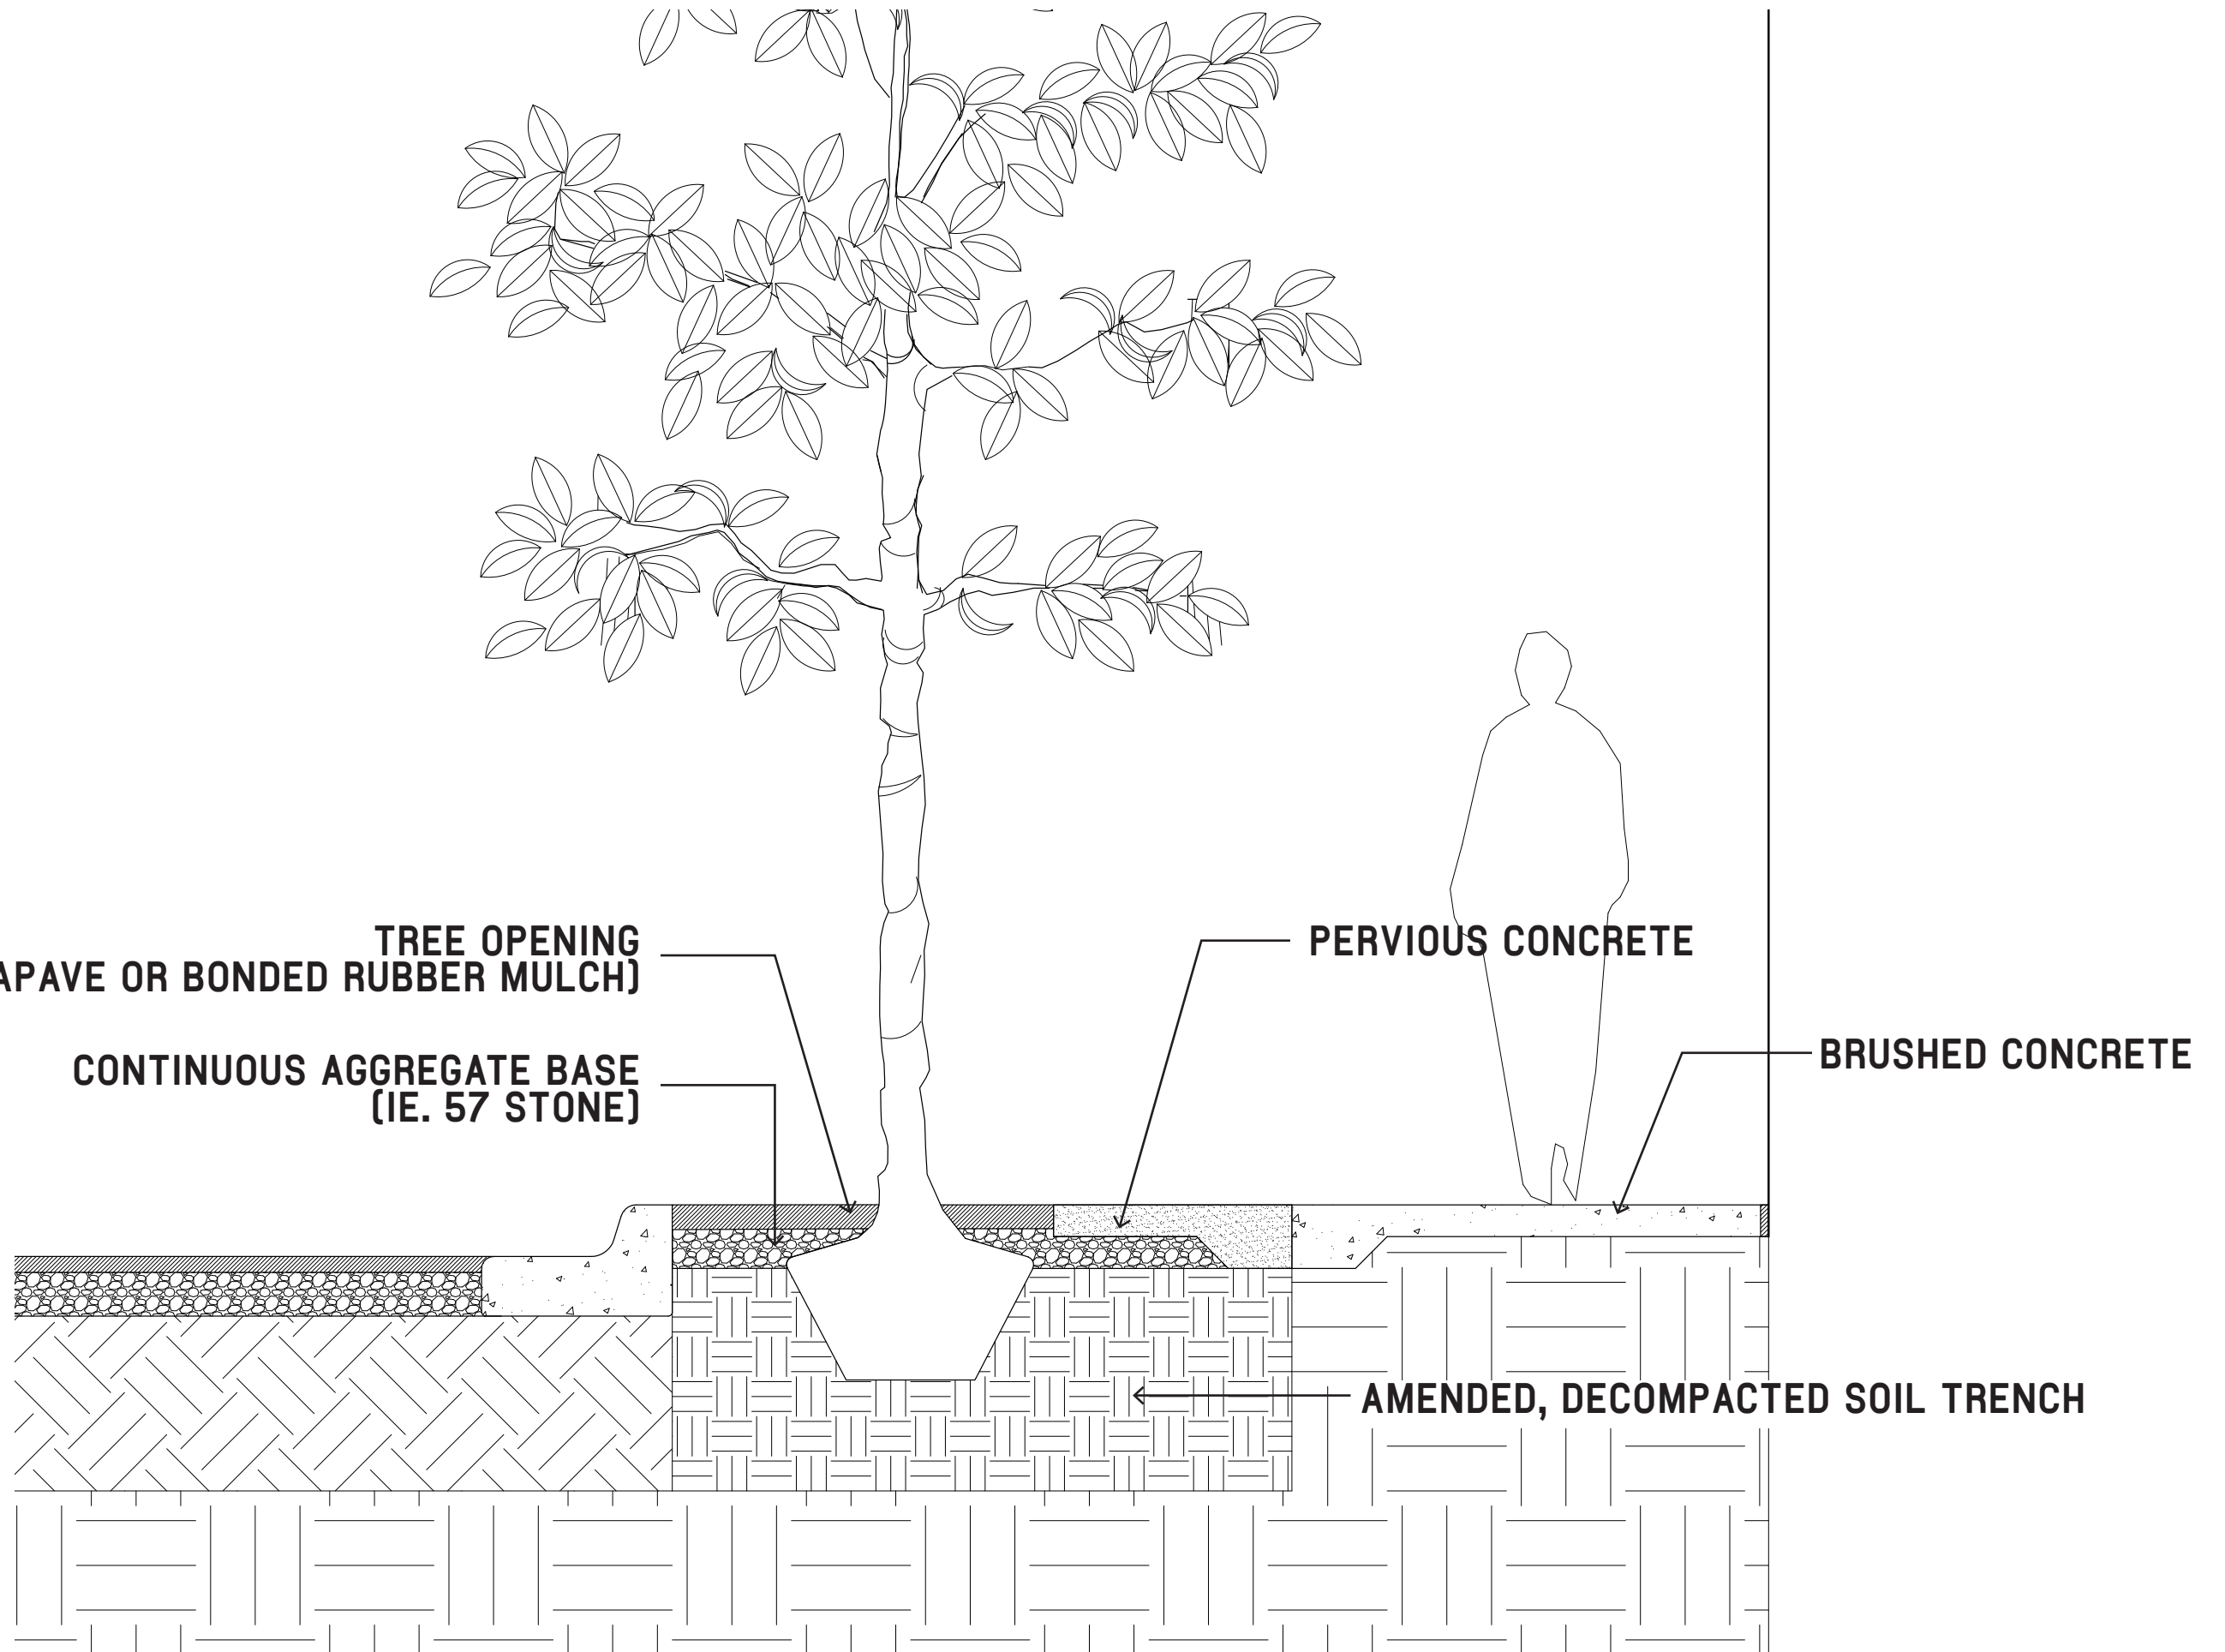 TREE OPENING
APAVE OR BONDED RUBBER MULCH)
CONTINUOUS AGGREGATE BASE
(IE. 57 STONE)
PERVIOUS CONCRETE
BRUSHED CONCRETE
AMENDED, DECOMPACTED SOIL TRENCH